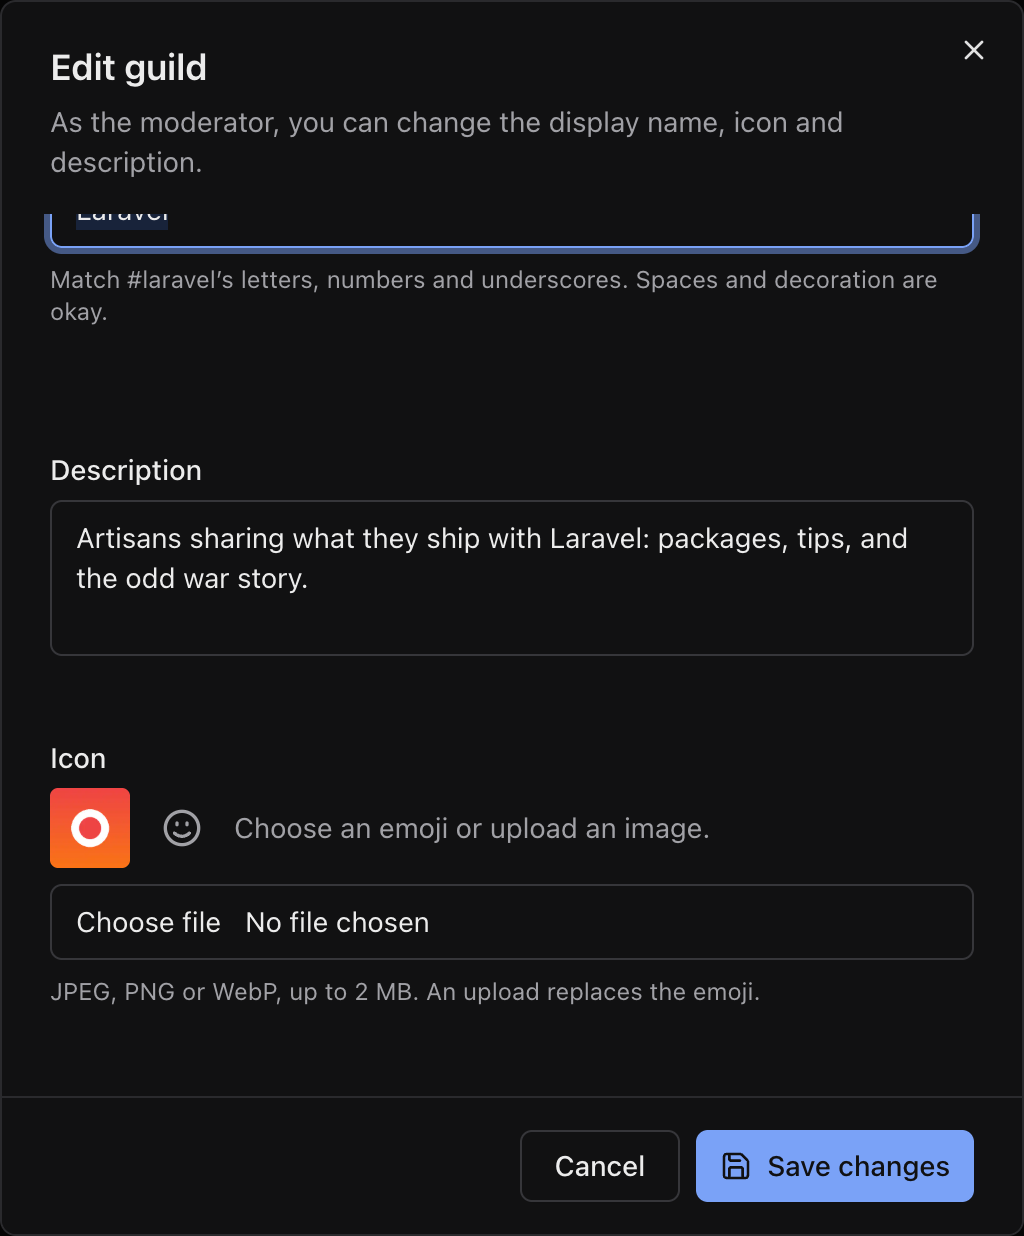 Edit guild
As the moderator, you can change the display name, icon and
description.
Laravel
Match #laravel’s letters, numbers and underscores. Spaces and decoration are
okay.
Description
Artisans sharing what they ship with Laravel: packages, tips, and
the odd war story.
Icon
Choose an emoji or upload an image.
Choose file No file chosen
JPEG, PNG or WebP, up to 2 MB. An upload replaces the emoji.
Cancel
Save changes